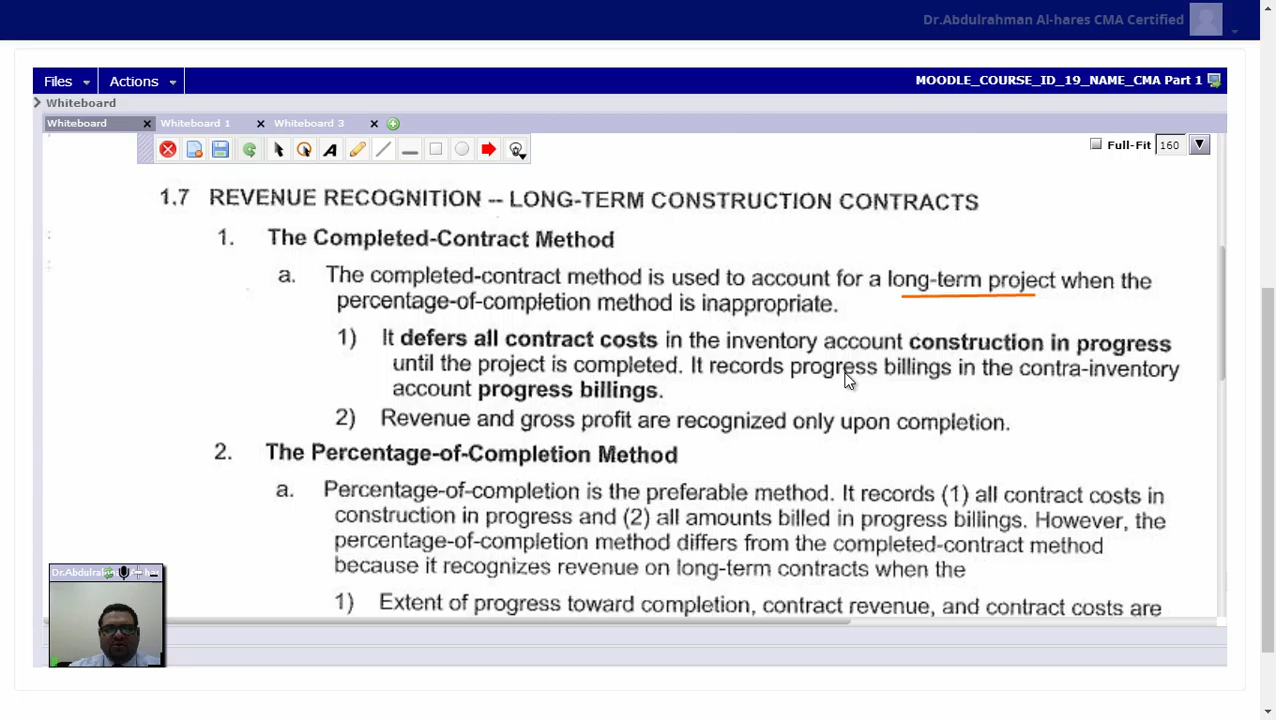 Dr.Abdulrahman Al-hares CMA Certified
Files Actions MOODLE_COURSE_ID_19_NAME_CMA Part 1
Whiteboard
Whiteboard Whiteboard 1 Whiteboard 3
A Full-Fit 160
1.7 REVENUE RECOGNITION -- LONG-TERM CONSTRUCTION CONTRACTS
1. The Completed-Contract Method
a. The completed-contract method is used to account for a long-term project when the
percentage-of-completion method is inappropriate.
1) It defers all contract costs in the inventory account construction in progress
until the project is completed. It records progress billings in the contra-inventory
account progress billings.
2) Revenue and gross profit are recognized only upon completion.
2. The Percentage-of-Completion Method
a. Percentage-of-completion is the preferable method. It records (1) all contract costs in
construction in progress and (2) all amounts billed in progress billings. However, the
percentage-of-completion method differs from the completed-contract method
because it recognizes revenue on long-term contracts when the
1) Extent of progress toward completion, contract revenue, and contract costs are